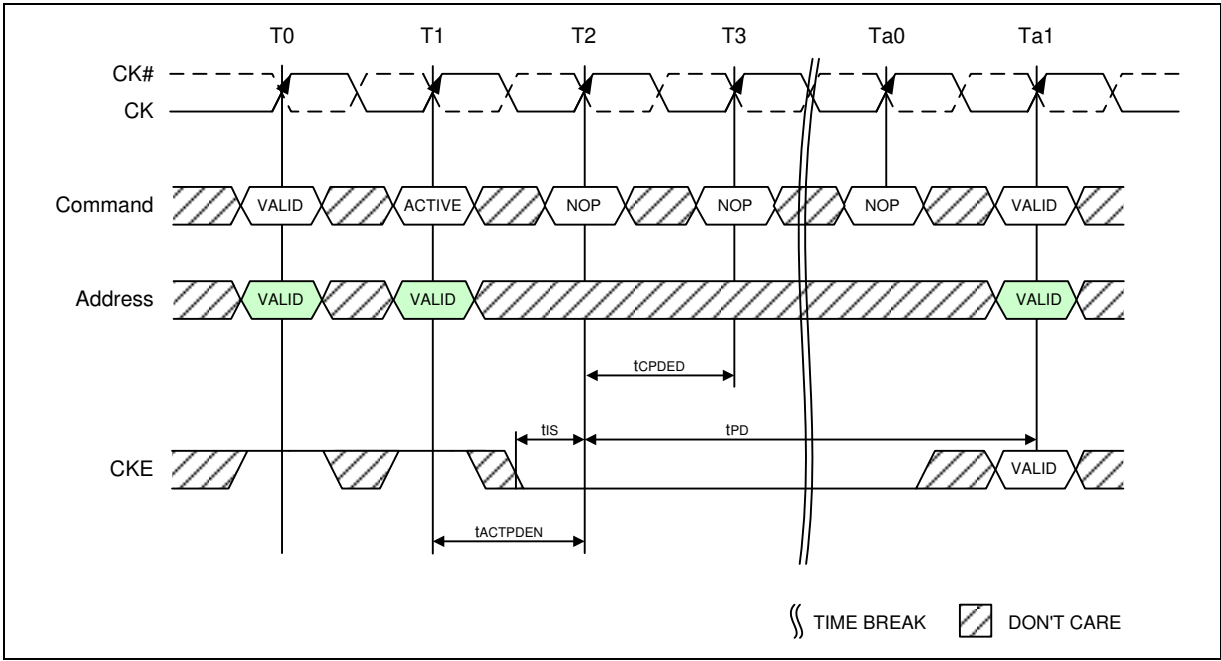 T0 T1 T2 T3 Ta0 Ta1
CK#
CK
Command VALID ACTIVE NOP NOP NOP VALID
Address VALID VALID VALID
tCPDED
tIS tPD
CKE VALID
tACTPDEN
TIME BREAK DON'T CARE